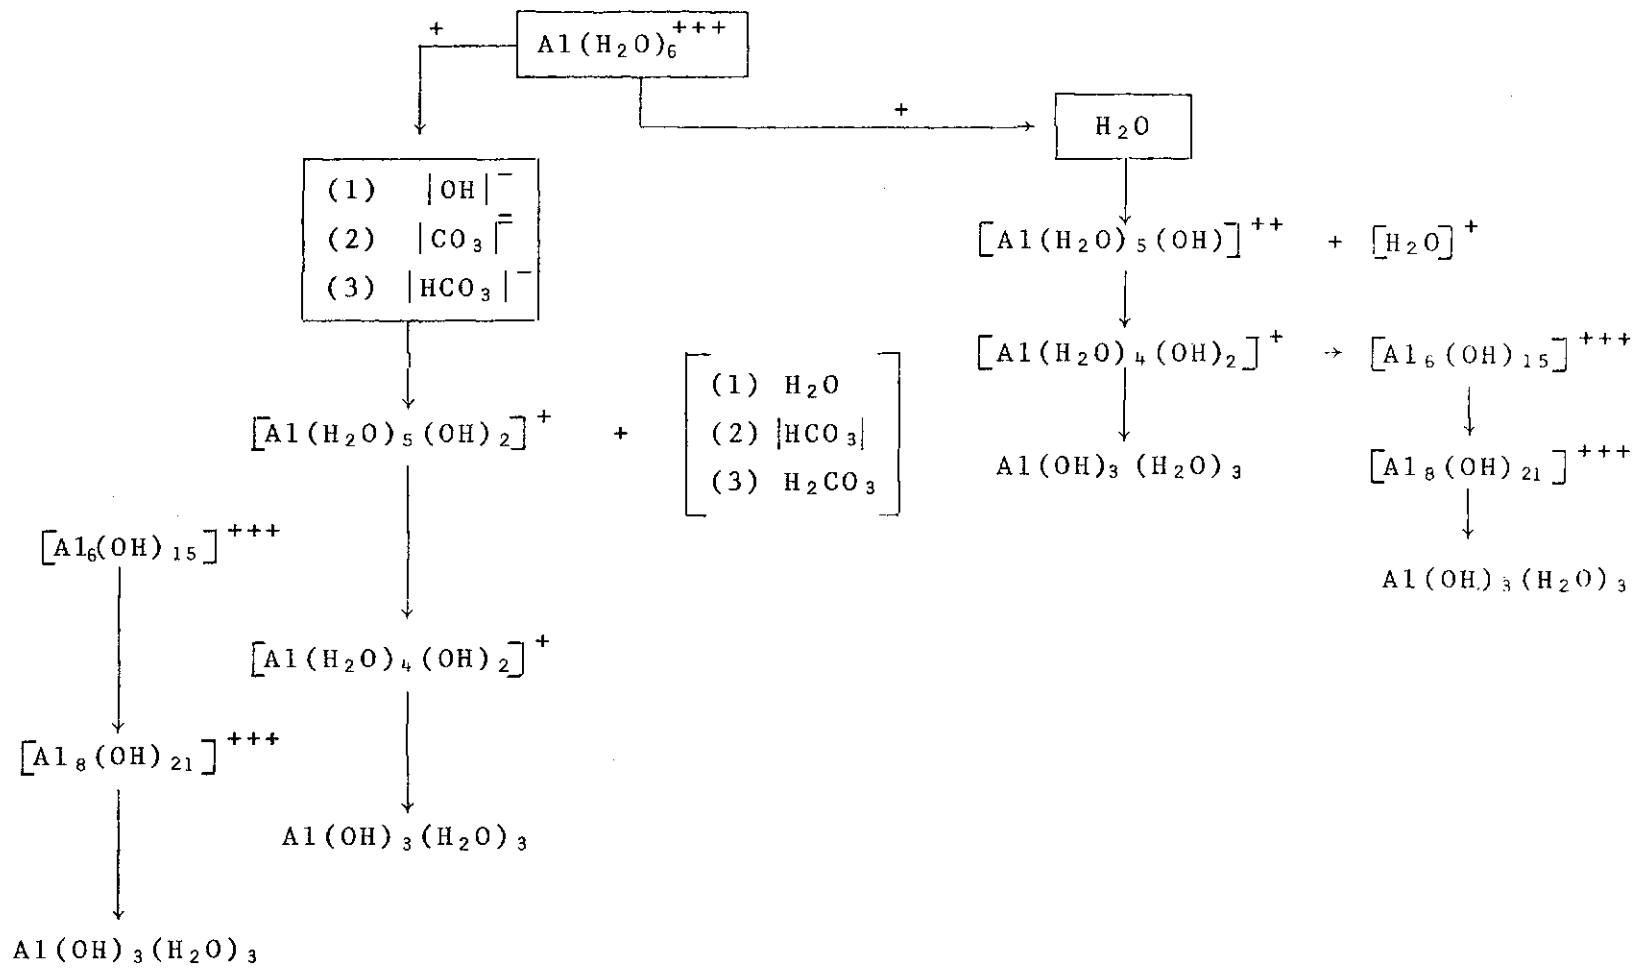 Al(H₂O)₆⁺⁺⁺
+
+
H₂O
(1) |OH|⁻
(2) |CO₃|⁼
(3) |HCO₃|⁻
[Al(H₂O)₅(OH)]⁺⁺ + [H₂O]⁺
[Al(H₂O)₄(OH)₂]⁺ → [Al₆(OH)₁₅]⁺⁺⁺
[Al(H₂O)₅(OH)₂]⁺ +
(1) H₂O
(2) |HCO₃|
(3) H₂CO₃
Al(OH)₃(H₂O)₃
[Al₈(OH)₂₁]⁺⁺⁺
Al(OH)₃(H₂O)₃
[Al₆(OH)₁₅]⁺⁺⁺
[Al(H₂O)₄(OH)₂]⁺
[Al₈(OH)₂₁]⁺⁺⁺
Al(OH)₃(H₂O)₃
Al(OH)₃(H₂O)₃